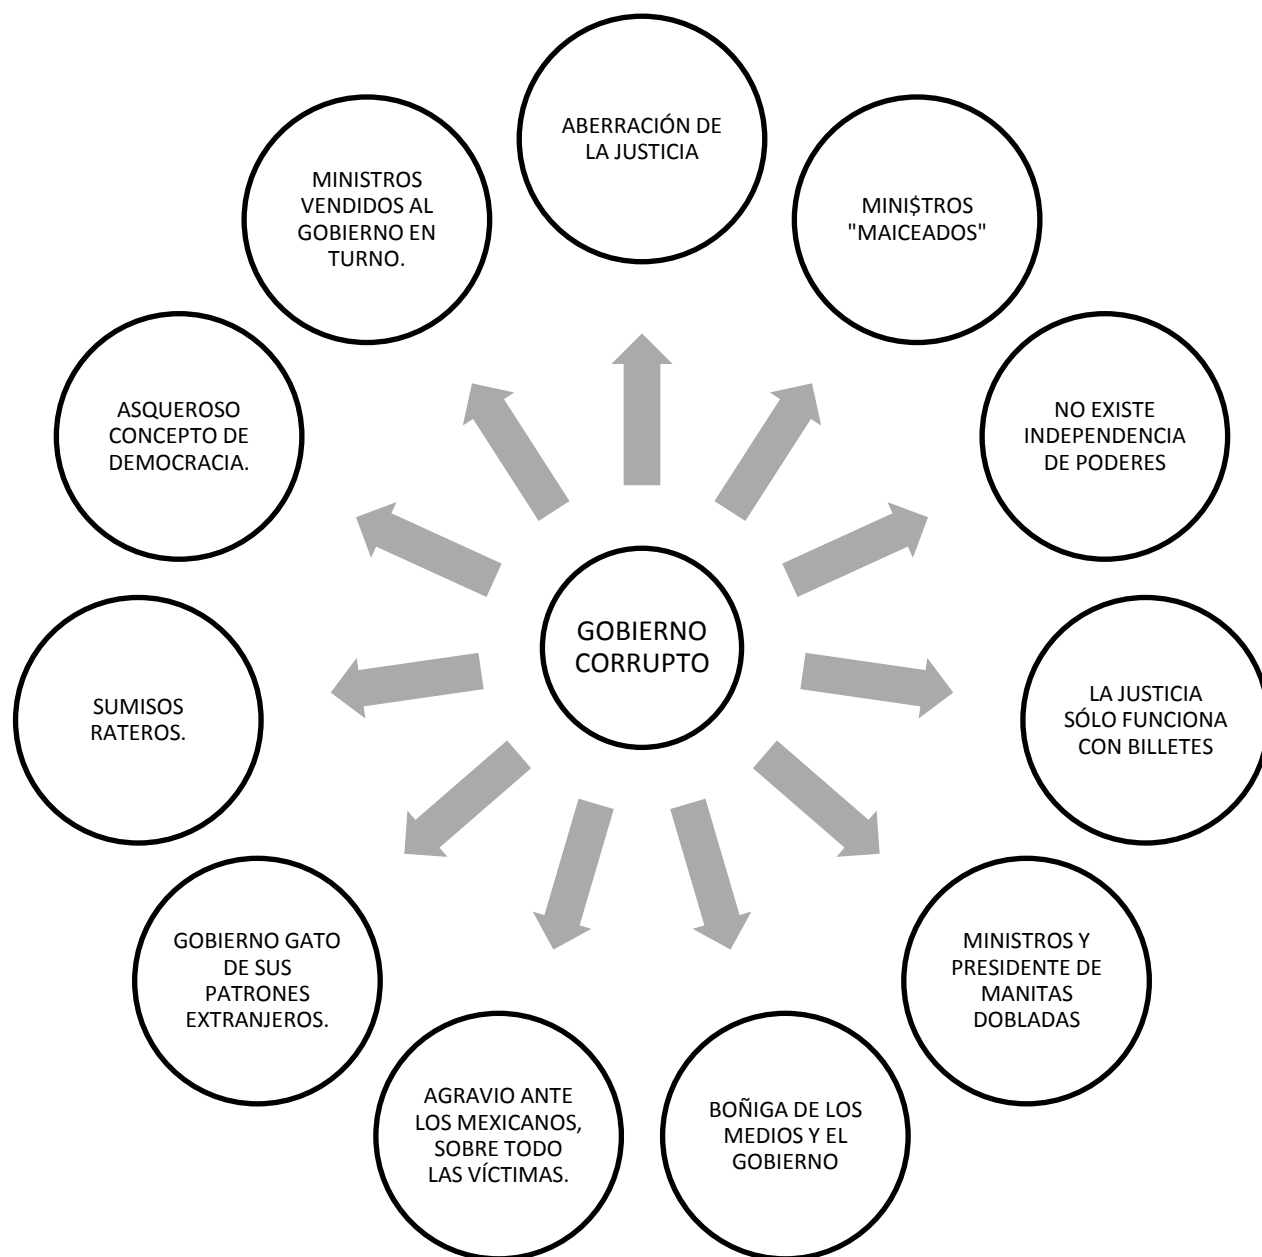 ABERRACIÓN DE
LA JUSTICIA
MINI$TROS
"MAICEADOS"
NO EXISTE
INDEPENDENCIA
DE PODERES
LA JUSTICIA
SÓLO FUNCIONA
CON BILLETES
MINISTROS Y
PRESIDENTE DE
MANITAS
DOBLADAS
BOÑIGA DE LOS
MEDIOS Y EL
GOBIERNO
AGRAVIO ANTE
LOS MEXICANOS,
SOBRE TODO
LAS VÍCTIMAS.
GOBIERNO GATO
DE SUS
PATRONES
EXTRANJEROS.
SUMISOS
RATEROS.
ASQUEROSO
CONCEPTO DE
DEMOCRACIA.
MINISTROS
VENDIDOS AL
GOBIERNO EN
TURNO.
GOBIERNO
CORRUPTO